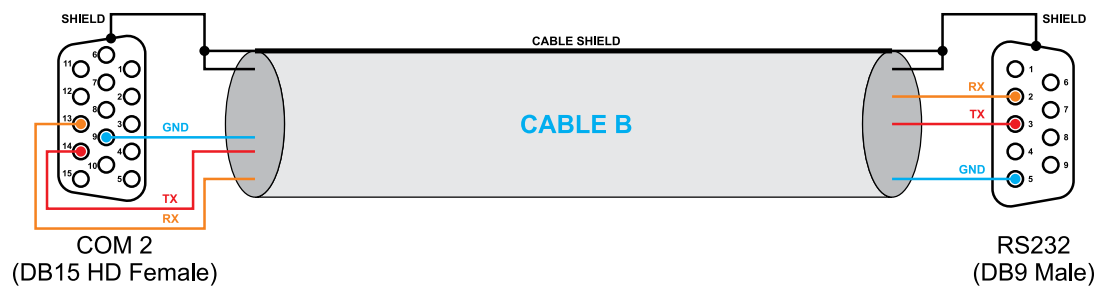 SHIELD
SHIELD
CABLE SHIELD
6
11
1
7
12
2
8
13
3
9
14
4
10
15
5
GND
TX
RX
CABLE B
RX
TX
GND
1
6
2
7
3
8
4
9
5
COM 2
(DB15 HD Female)
RS232
(DB9 Male)